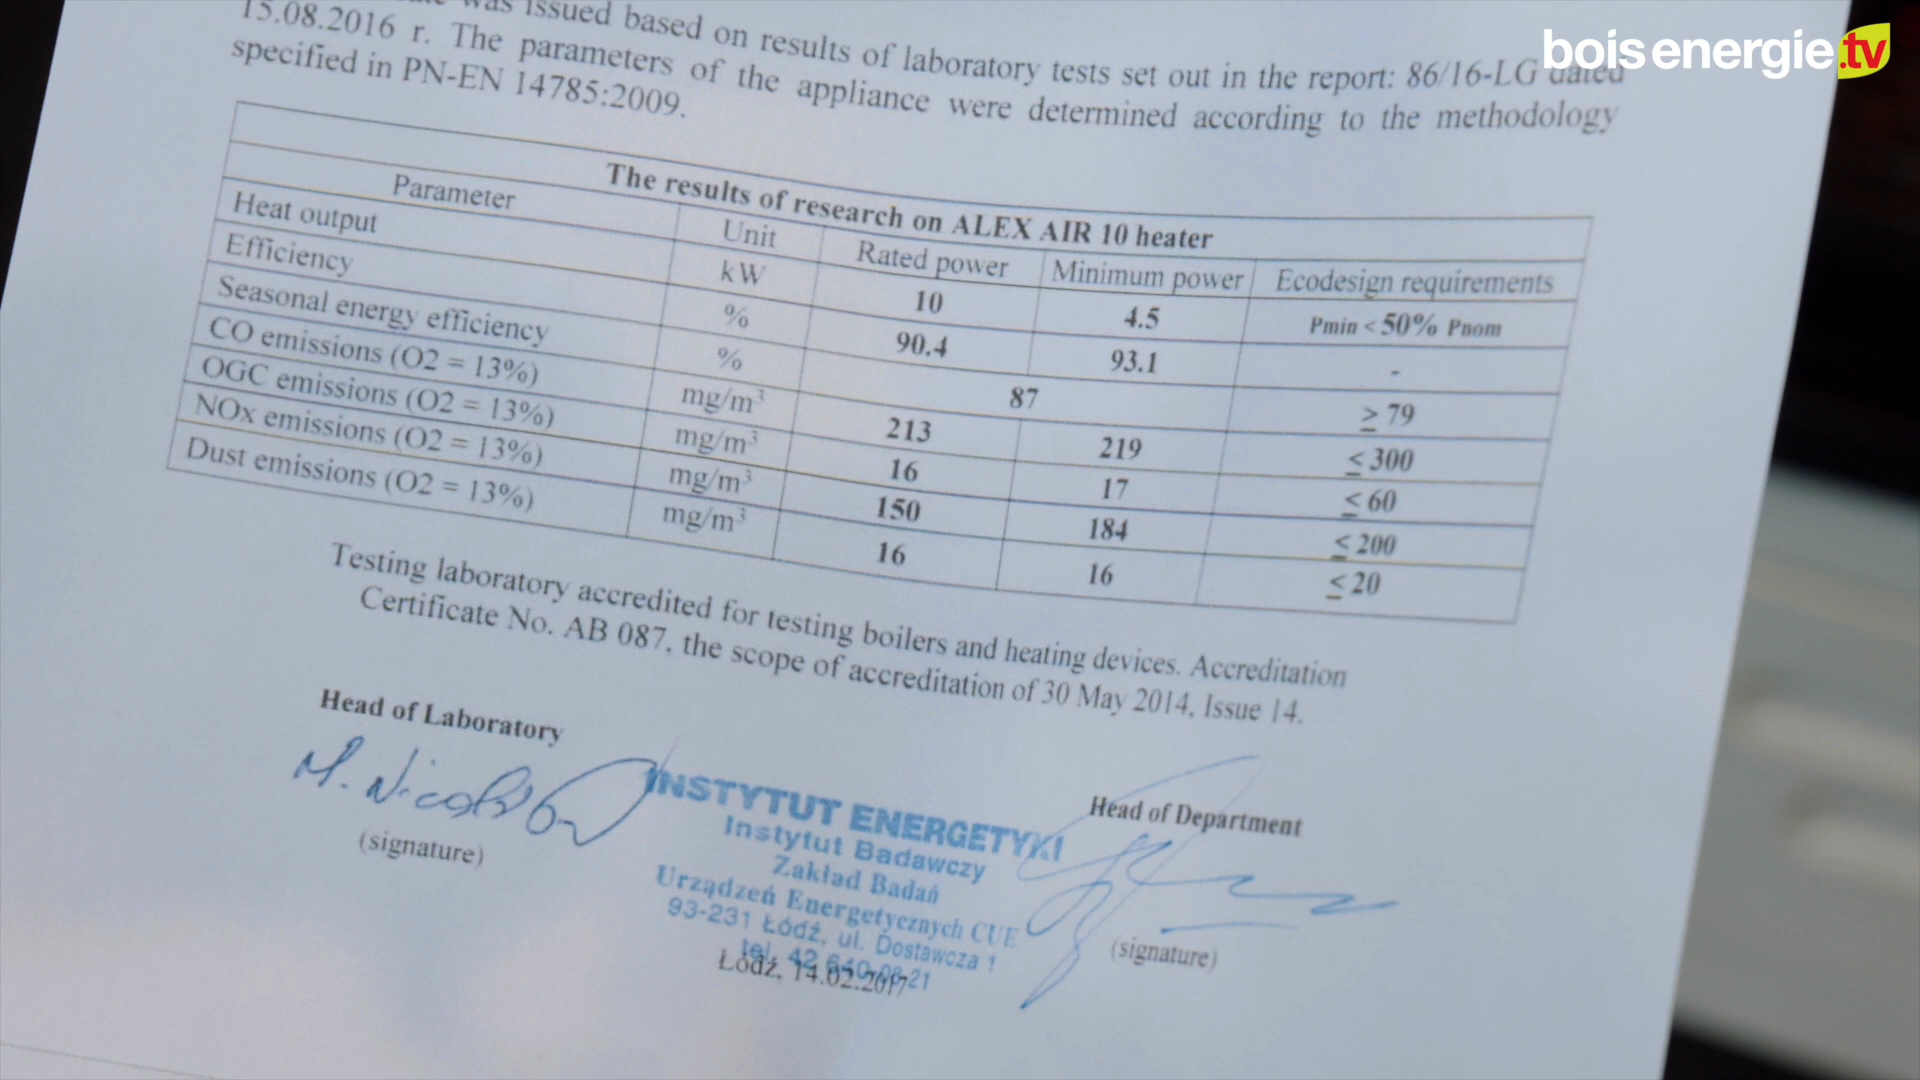 was issued based on results of laboratory tests set out in the report: 86/16-LG dated
15.08.2016 r. The parameters of the appliance were determined according to the methodology
specified in PN-EN 14785:2009.
boisenergie.tv
The results of research on ALEX AIR 10 heater
Parameter Unit Rated power Minimum power Ecodesign requirements
Heat output kW 10 4.5 Pmin < 50% Pnom
Efficiency % 90.4 93.1 -
Seasonal energy efficiency % 87 ≥ 79
CO emissions (O2 = 13%) mg/m³ 213 219 ≤ 300
OGC emissions (O2 = 13%) mg/m³ 16 17 ≤ 60
NOx emissions (O2 = 13%) mg/m³ 150 184 ≤ 200
Dust emissions (O2 = 13%) mg/m³ 16 16 ≤ 20
Testing laboratory accredited for testing boilers and heating devices. Accreditation
Certificate No. AB 087, the scope of accreditation of 30 May 2014, Issue 14.
Head of Laboratory
(signature)
INSTYTUT ENERGETYKI
Instytut Badawczy
Zakład Badań
Urządzeń Energetycznych CUE
93-231 Łódź, ul. Dostawcza 1
tel. 42 640-08-21
Łódź, 14.02.2017
Head of Department
(signature)